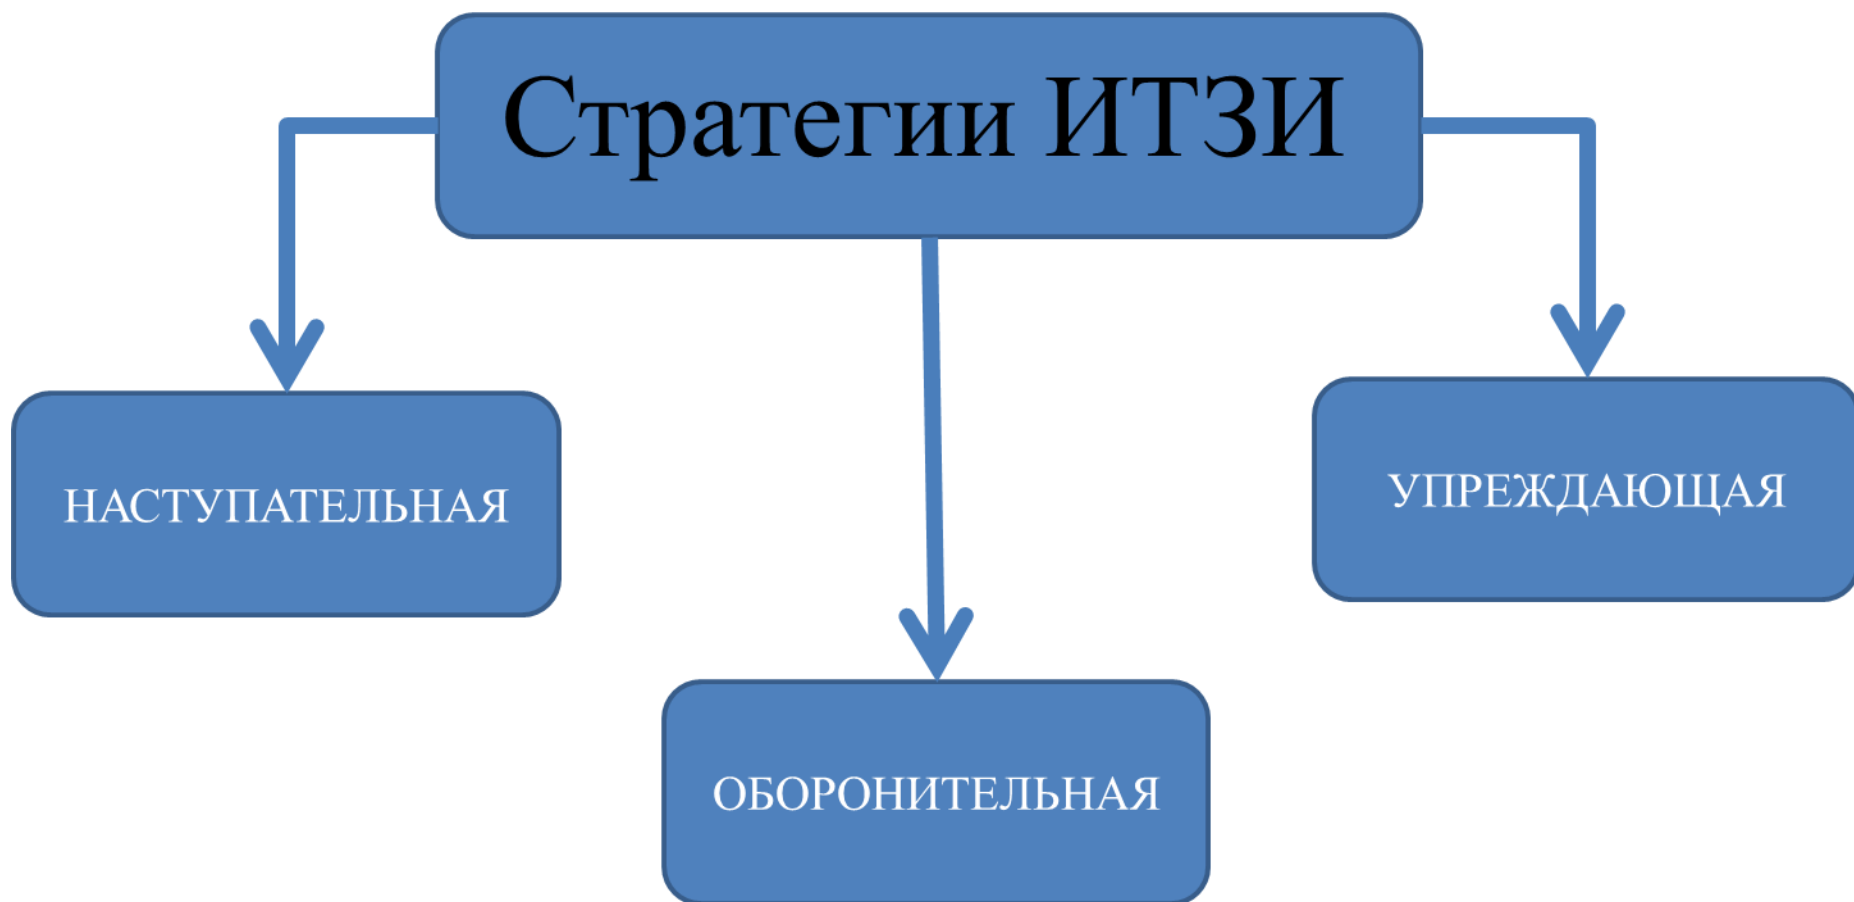 Стратегии ИТЗИ
НАСТУПАТЕЛЬНАЯ
УПРЕЖДАЮЩАЯ
ОБОРОНИТЕЛЬНАЯ